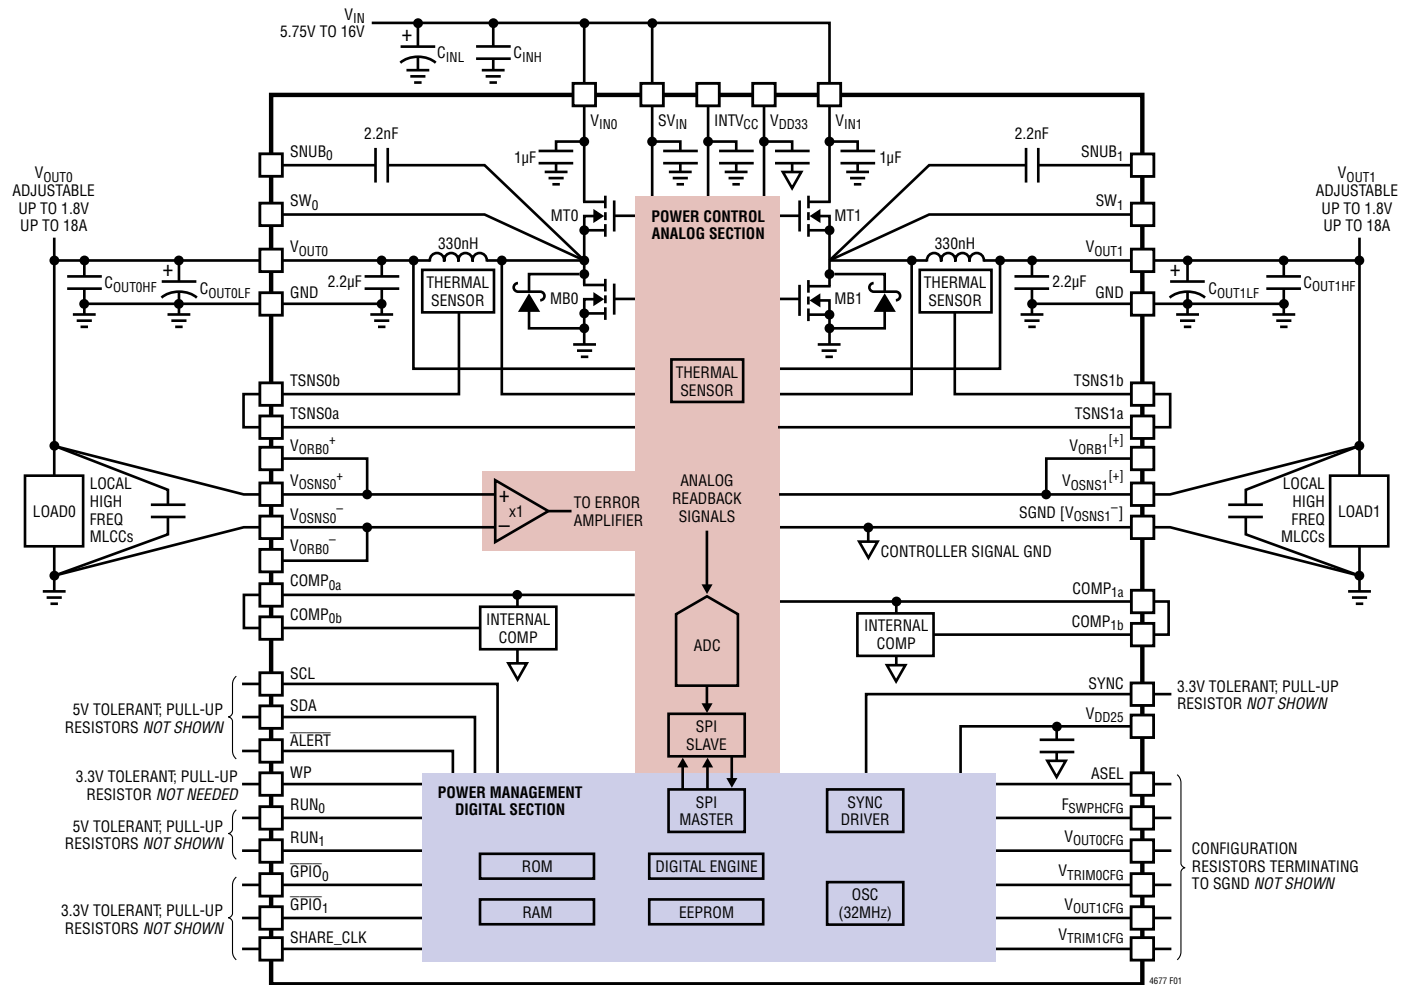 VIN
5.75V TO 16V
+
CINL
CINH
VIN0
SVIN
INTVCC
VDD33
VIN1
2.2nF
SNUB0
1µF
1µF
2.2nF
SNUB1
VOUT0
ADJUSTABLE
UP TO 1.8V
UP TO 18A
SW0
MT0
POWER CONTROL
ANALOG SECTION
MT1
SW1
VOUT1
ADJUSTABLE
UP TO 1.8V
UP TO 18A
VOUT0
330nH
330nH
VOUT1
+
COUT0HF
COUT0LF
GND
2.2µF
THERMAL
SENSOR
MB0
MB1
THERMAL
SENSOR
2.2µF
GND
+
COUT1LF
COUT1HF
THERMAL
SENSOR
TSNS0b
TSNS0a
TSNS1b
TSNS1a
VORB0+
VOSNS0+
VOSNS0–
VORB0–
LOAD0
LOCAL
HIGH
FREQ
MLCCs
+
–
x1
TO ERROR
AMPLIFIER
ANALOG
READBACK
SIGNALS
VORB1[+]
VOSNS1[+]
SGND [VOSNS1–]
CONTROLLER SIGNAL GND
LOCAL
HIGH
FREQ
MLCCs
LOAD1
COMP0a
COMP0b
INTERNAL
COMP
ADC
INTERNAL
COMP
COMP1a
COMP1b
5V TOLERANT; PULL-UP
RESISTORS NOT SHOWN
SCL
SDA
ALERT
SPI
SLAVE
SYNC
3.3V TOLERANT; PULL-UP
RESISTOR NOT SHOWN
VDD25
3.3V TOLERANT; PULL-UP
RESISTOR NOT NEEDED
WP
5V TOLERANT; PULL-UP
RESISTORS NOT SHOWN
RUN0
RUN1
3.3V TOLERANT; PULL-UP
RESISTORS NOT SHOWN
GPIO0
GPIO1
SHARE_CLK
POWER MANAGEMENT
DIGITAL SECTION
SPI
MASTER
SYNC
DRIVER
ROM
DIGITAL ENGINE
RAM
EEPROM
OSC
(32MHz)
ASEL
FSWPHCFG
VOUT0CFG
VTRIM0CFG
VOUT1CFG
VTRIM1CFG
CONFIGURATION
RESISTORS TERMINATING
TO SGND NOT SHOWN
4677 F01